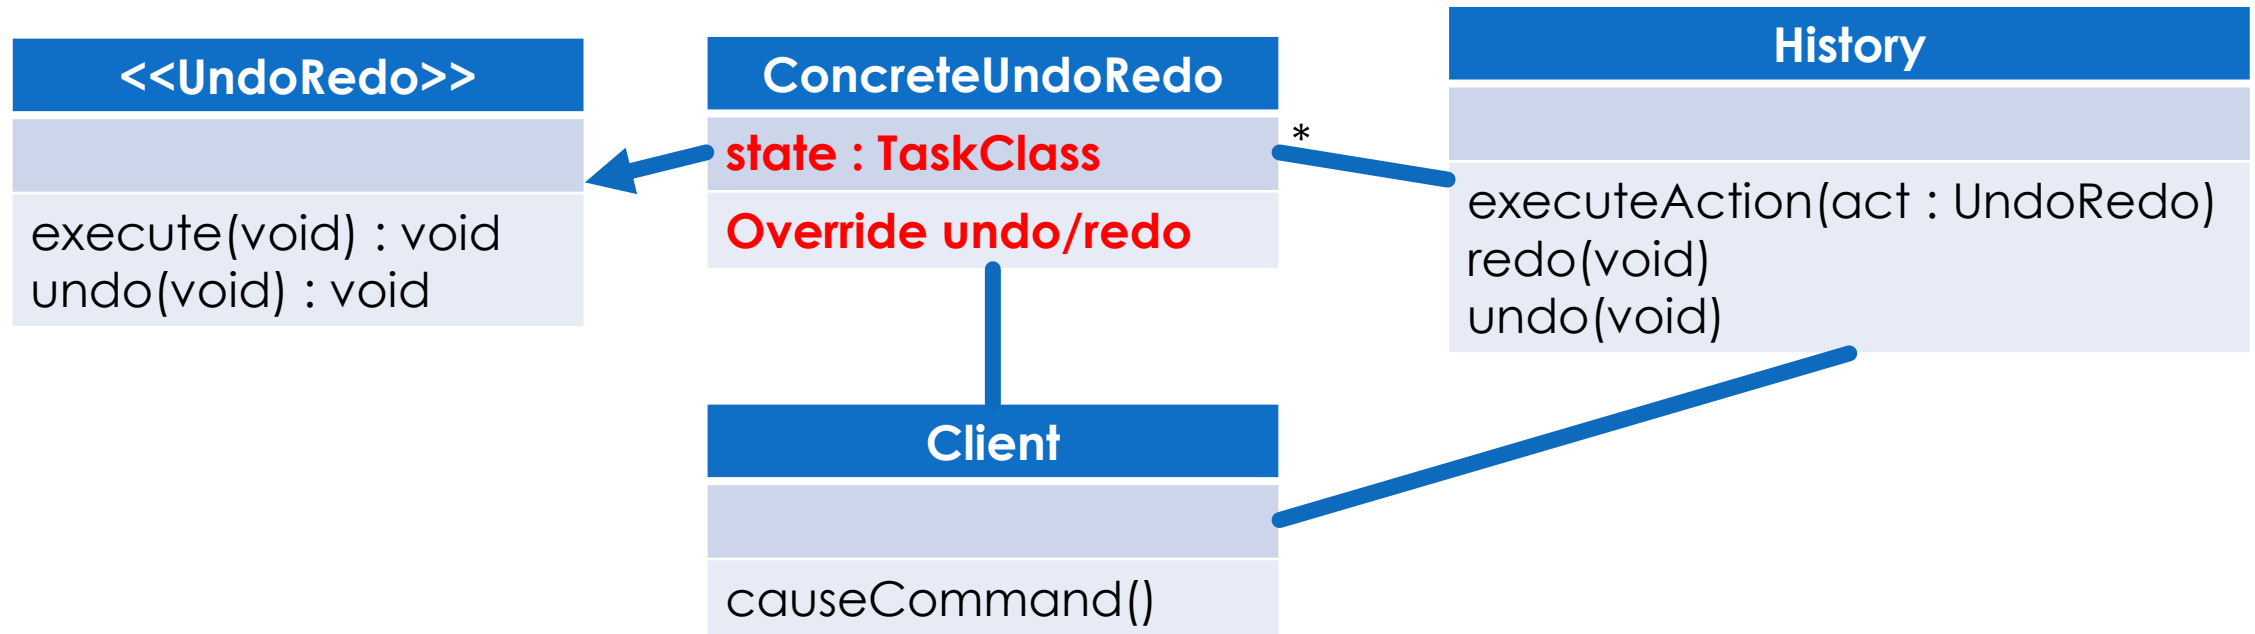 <<UndoRedo>>
execute(void) : void
undo(void) : void
ConcreteUndoRedo
state : TaskClass
Override undo/redo
*
History
executeAction(act : UndoRedo)
redo(void)
undo(void)
Client
causeCommand()